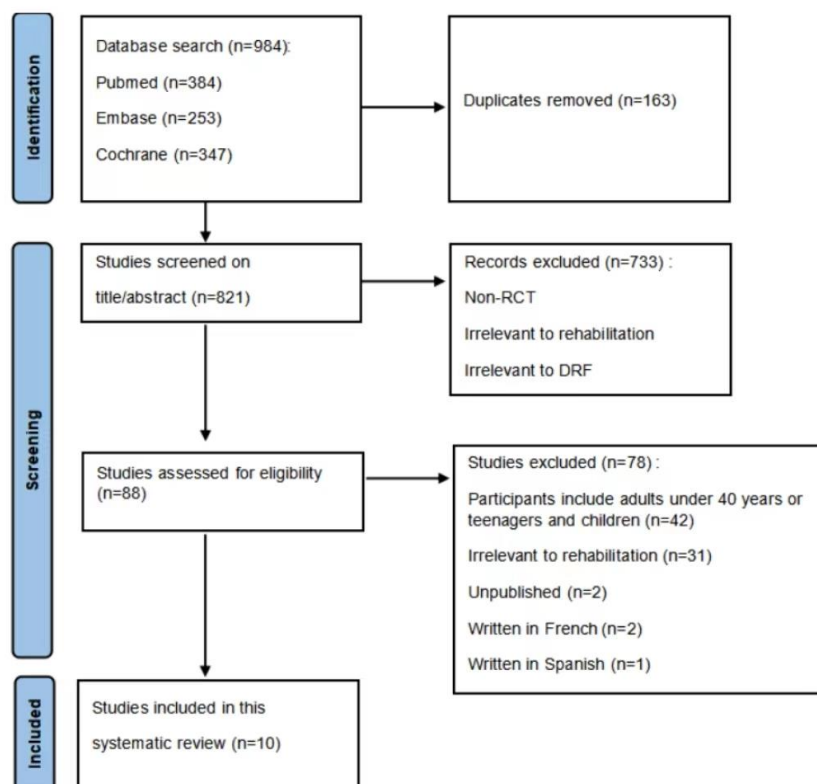 Identification
Database search (n=984):
Pubmed (n=384)
Embase (n=253)
Cochrane (n=347)
Duplicates removed (n=163)
Screening
Studies screened on
title/abstract (n=821)
Records excluded (n=733) :
Non-RCT
Irrelevant to rehabilitation
Irrelevant to DRF
Studies assessed for eligibility
(n=88)
Studies excluded (n=78) :
Participants include adults under 40 years or
teenagers and children (n=42)
Irrelevant to rehabilitation (n=31)
Unpublished (n=2)
Written in French (n=2)
Written in Spanish (n=1)
Included
Studies included in this
systematic review (n=10)